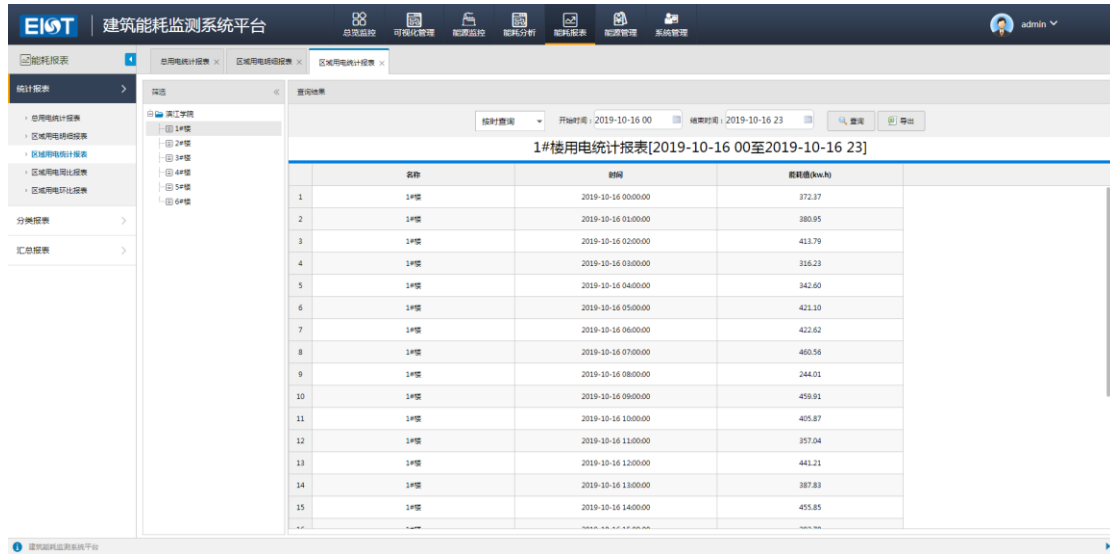 EIOT 建筑能耗监测系统平台 总览监控 可视化管理 能源监控 能耗分析 能耗报表 能源管理 系统管理 admin
能耗报表 总用电统计报表 区域用电明细报表 区域用电统计报表
统计报表
总用电统计报表
区域用电明细报表
区域用电统计报表
区域用电同比报表
区域用电环比报表
分类报表
汇总报表
筛选
滨江学院
1#楼
2#楼
3#楼
4#楼
5#楼
6#楼
查询结果
按时查询 开始时间: 2019-10-16 00 结束时间: 2019-10-16 23 查询 导出
1#楼用电统计报表[2019-10-16 00至2019-10-16 23]
名称 时间 能耗值(kw.h)
1 1#楼 2019-10-16 00:00:00 372.37
2 1#楼 2019-10-16 01:00:00 380.95
3 1#楼 2019-10-16 02:00:00 413.79
4 1#楼 2019-10-16 03:00:00 316.23
5 1#楼 2019-10-16 04:00:00 342.60
6 1#楼 2019-10-16 05:00:00 421.10
7 1#楼 2019-10-16 06:00:00 422.62
8 1#楼 2019-10-16 07:00:00 460.56
9 1#楼 2019-10-16 08:00:00 244.01
10 1#楼 2019-10-16 09:00:00 459.91
11 1#楼 2019-10-16 10:00:00 405.87
12 1#楼 2019-10-16 11:00:00 357.04
13 1#楼 2019-10-16 12:00:00 441.21
14 1#楼 2019-10-16 13:00:00 387.83
15 1#楼 2019-10-16 14:00:00 455.85
建筑能耗监测系统平台